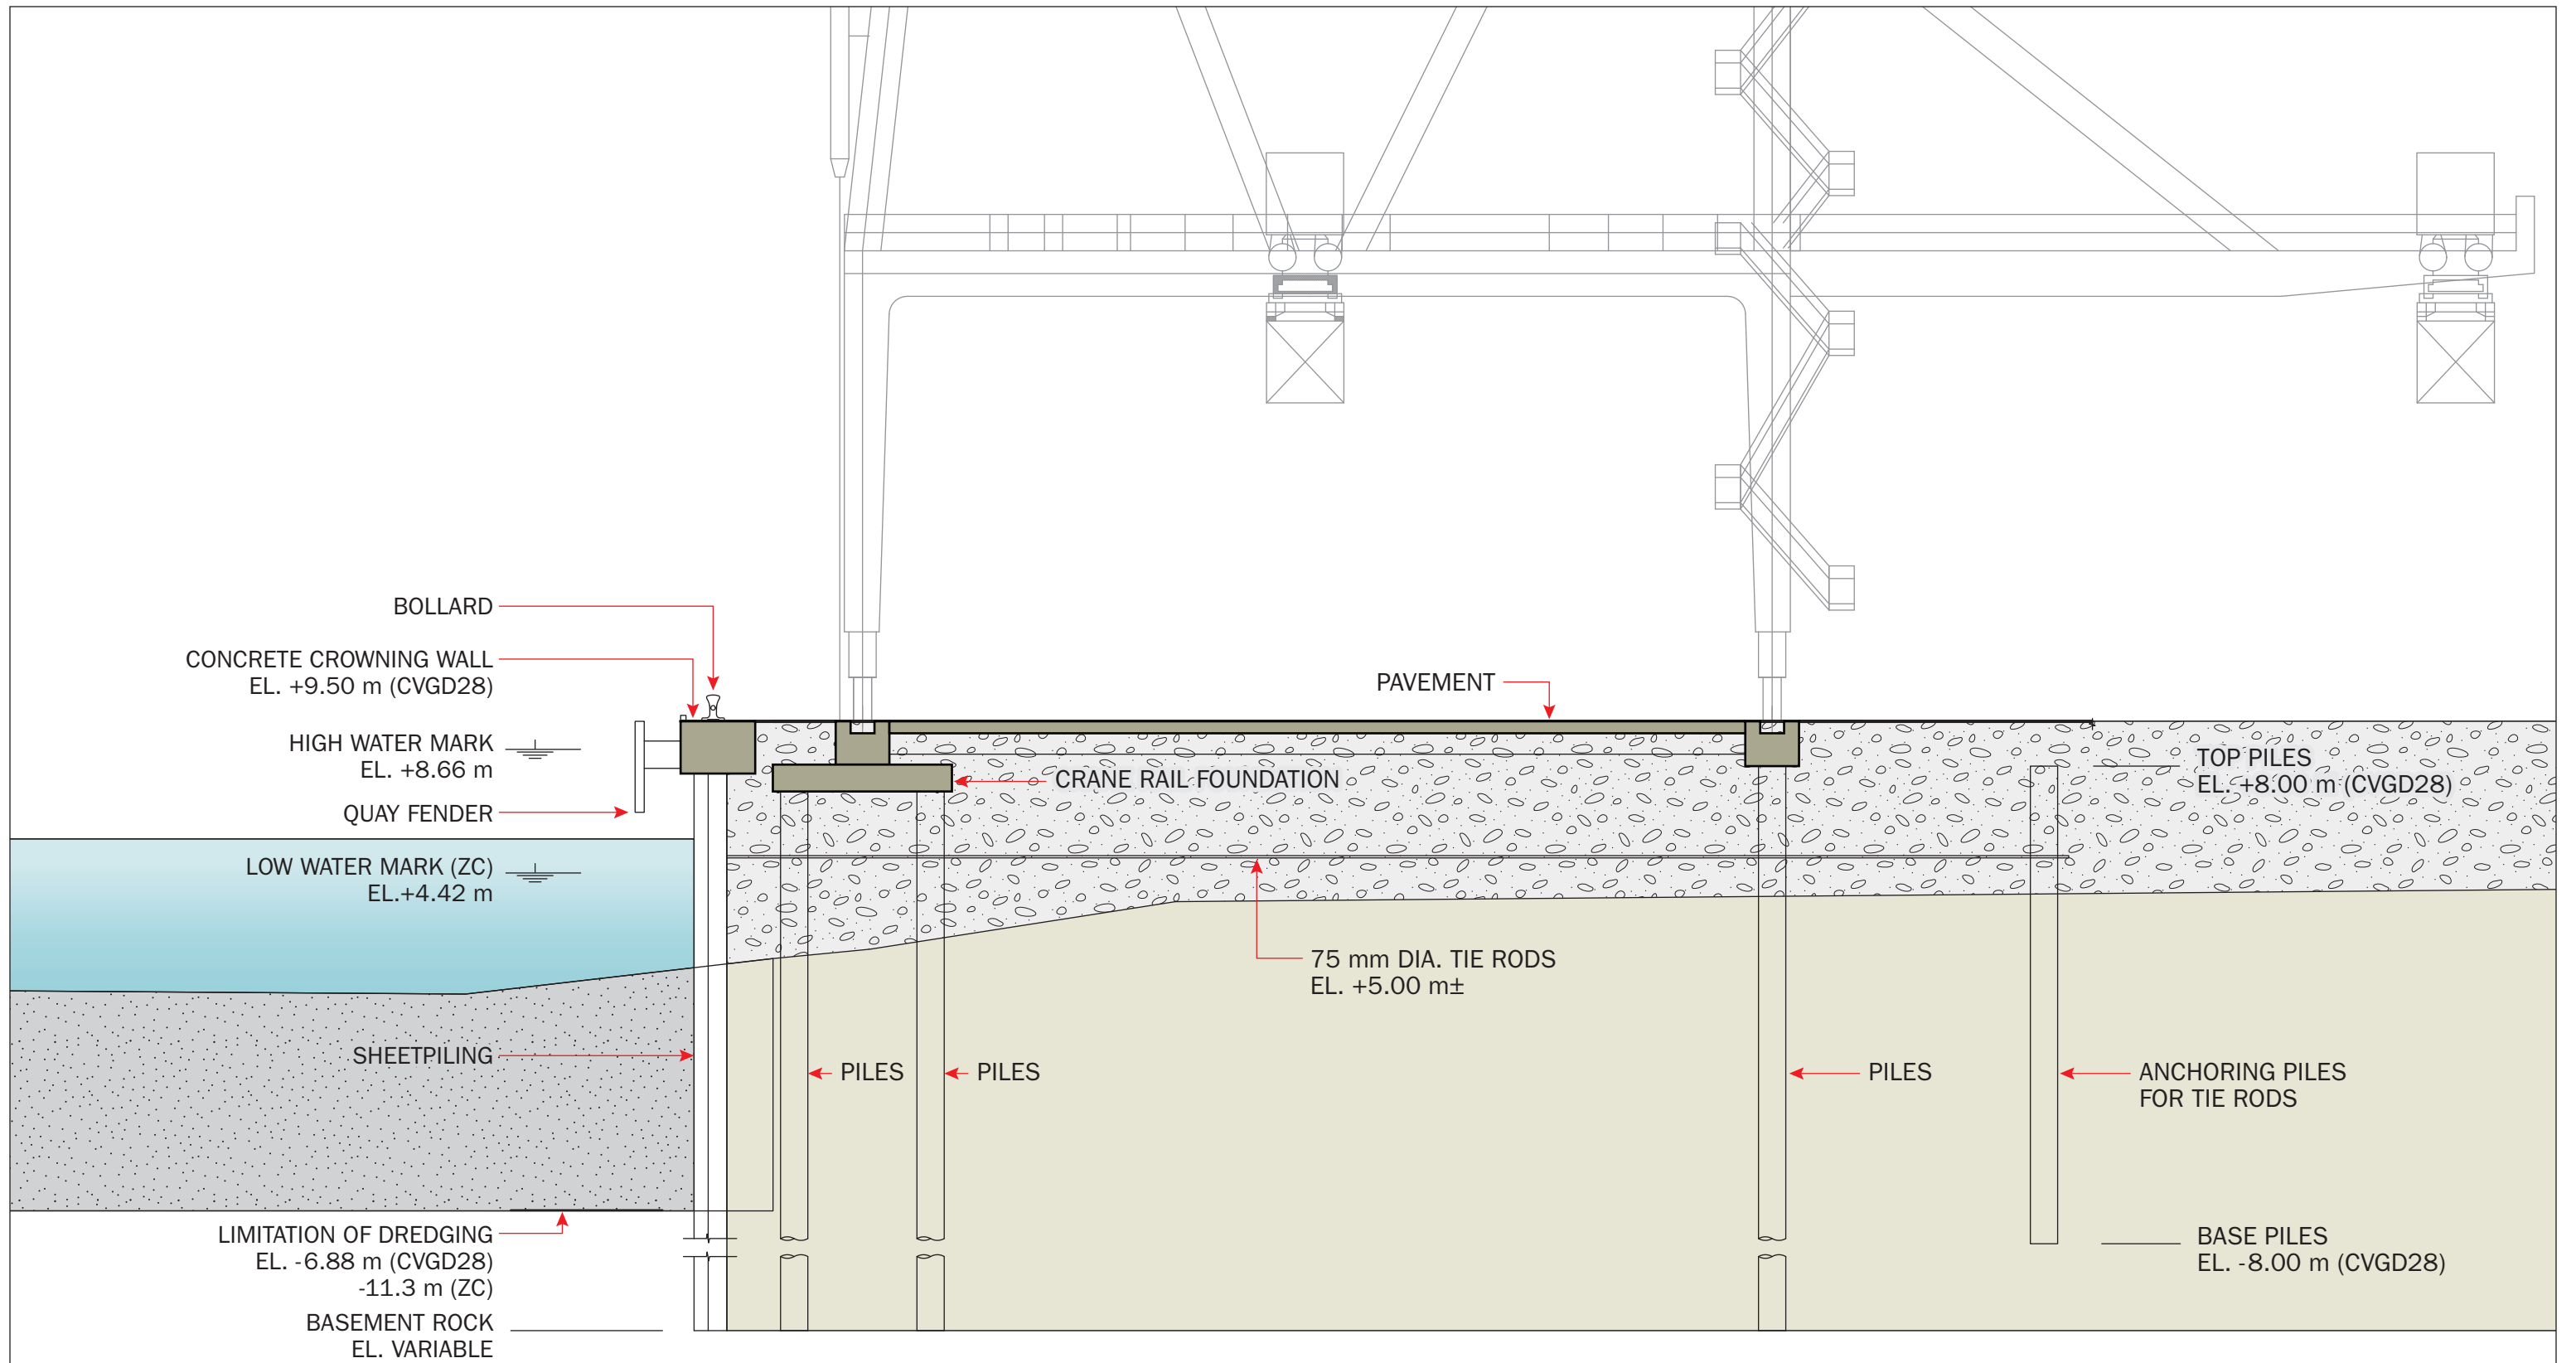 BOLLARD
CONCRETE CROWNING WALL
EL. +9.50 m (CVGD28)
PAVEMENT
HIGH WATER MARK
EL. +8.66 m
TOP PILES
EL. +8.00 m (CVGD28)
CRANE RAIL FOUNDATION
QUAY FENDER
LOW WATER MARK (ZC)
EL.+4.42 m
75 mm DIA. TIE RODS
EL. +5.00 m±
SHEETPILING
PILES
PILES
PILES
ANCHORING PILES
FOR TIE RODS
LIMITATION OF DREDGING
EL. -6.88 m (CVGD28)
-11.3 m (ZC)
BASE PILES
EL. -8.00 m (CVGD28)
BASEMENT ROCK
EL. VARIABLE